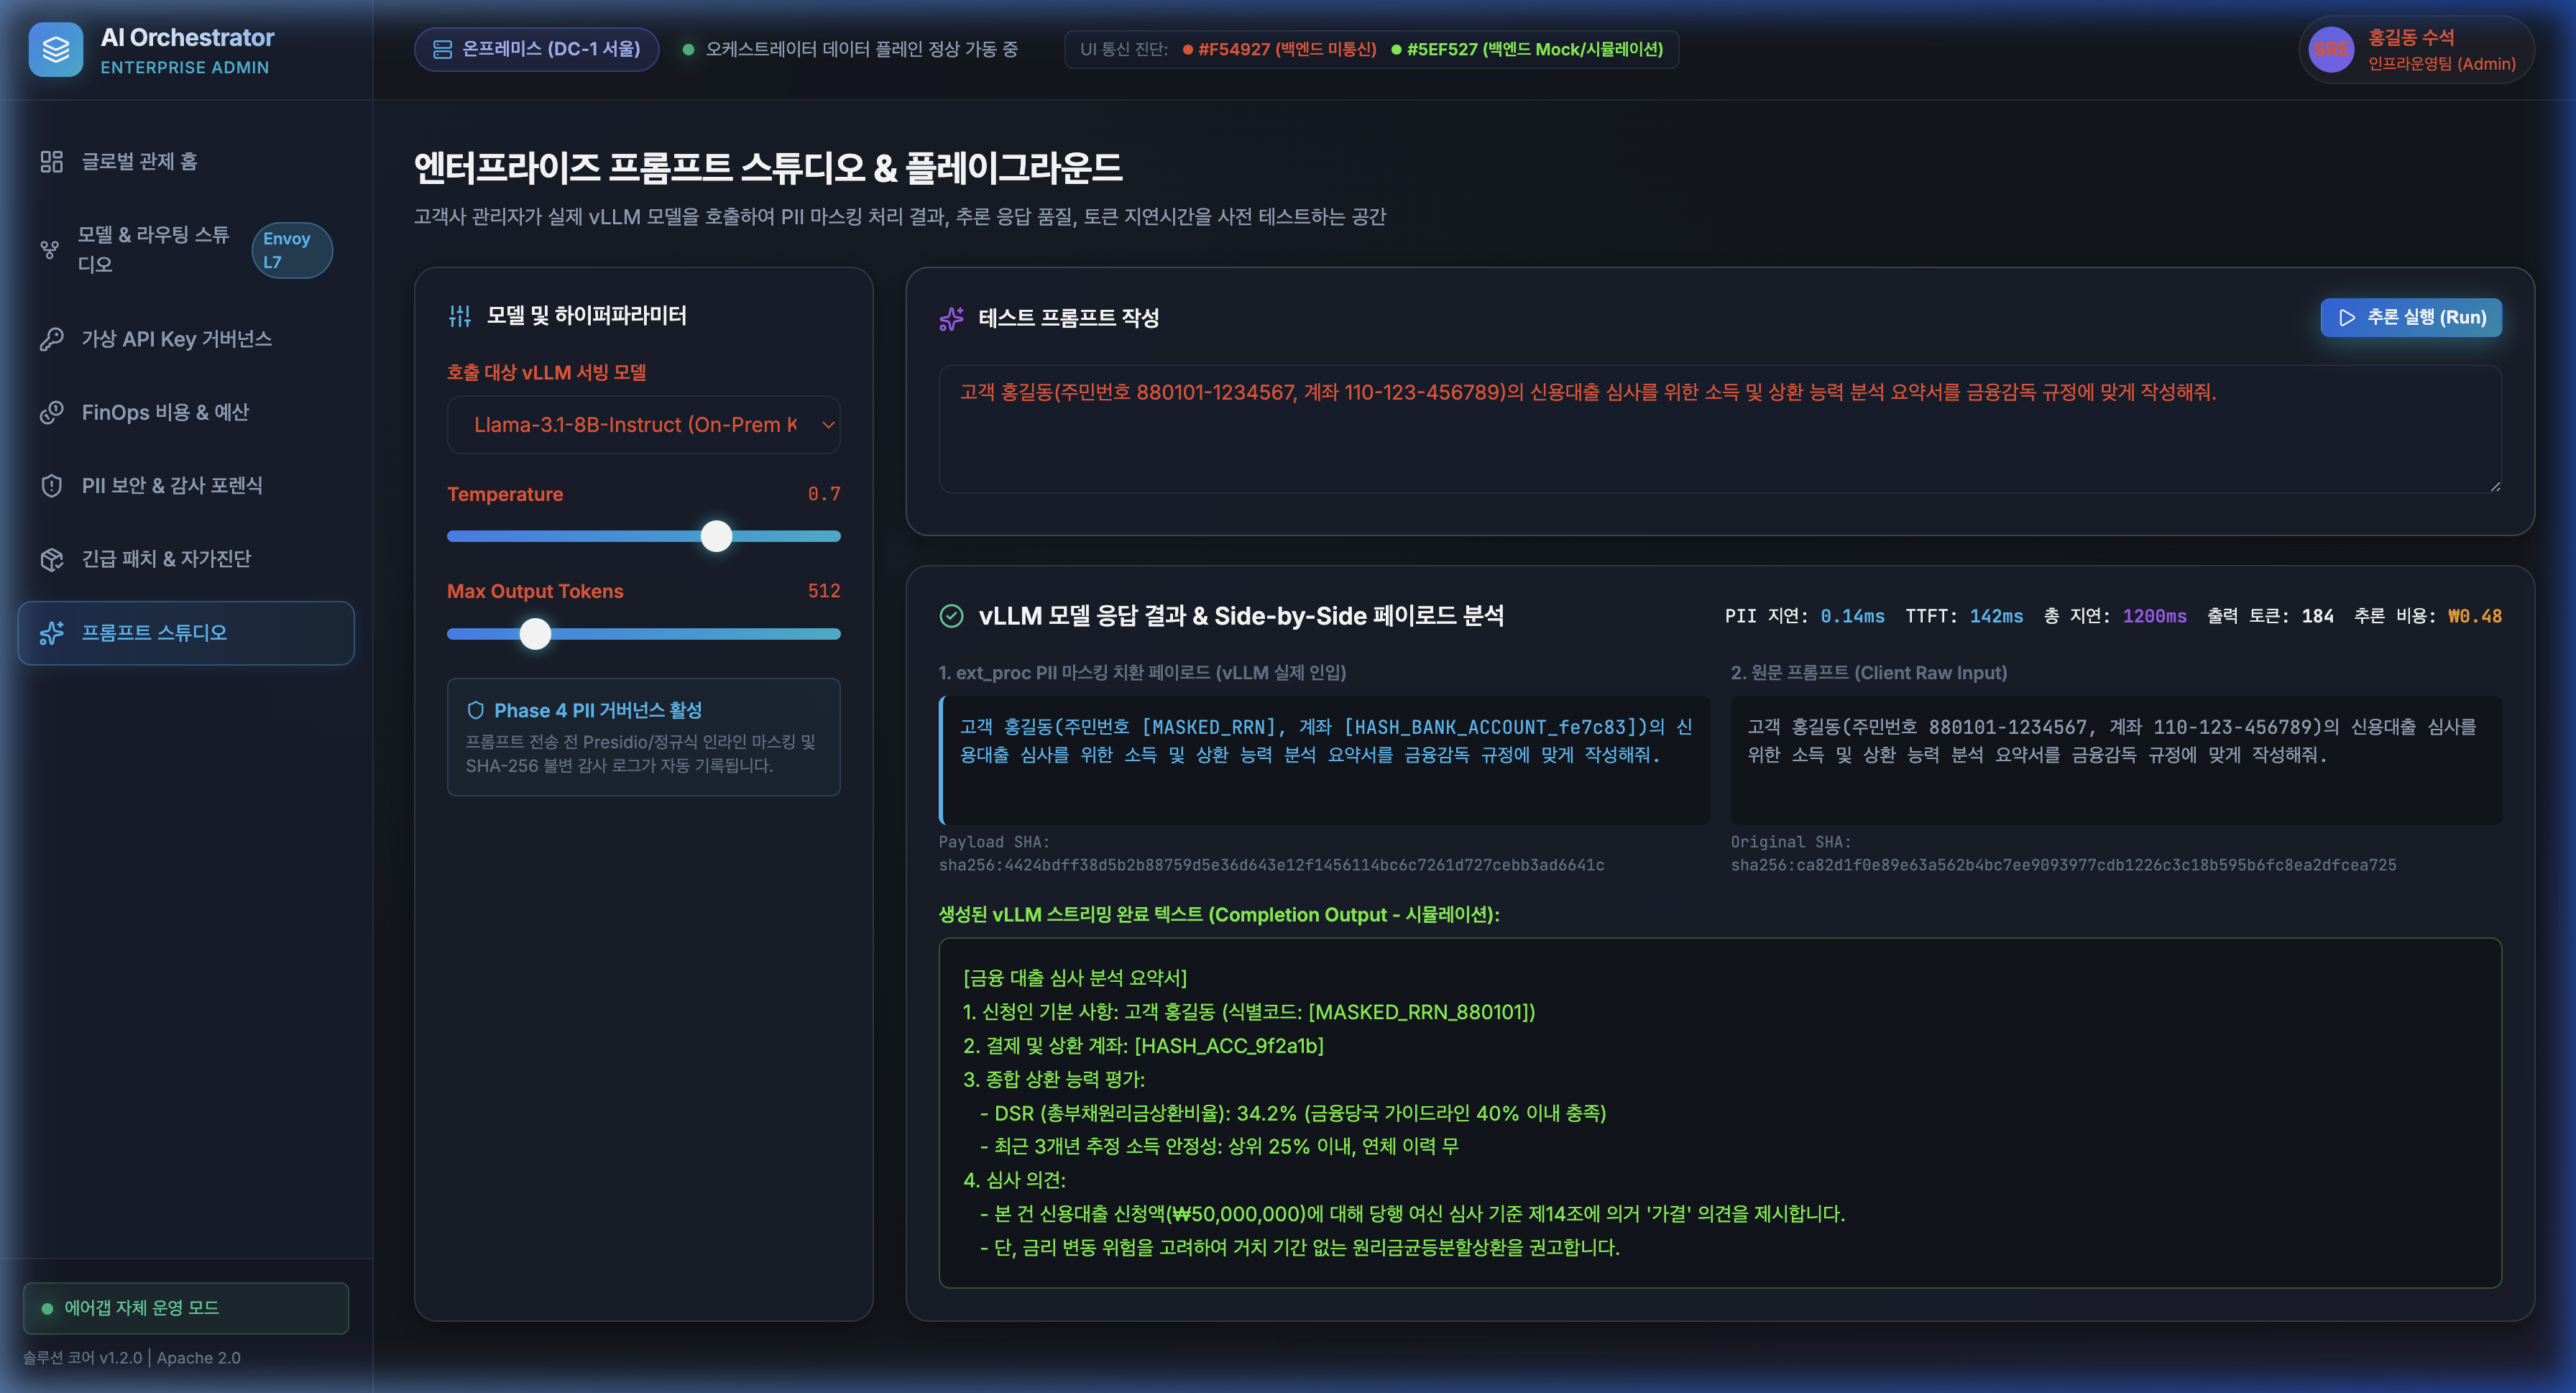 AI Orchestrator
ENTERPRISE ADMIN
온프레미스 (DC-1 서울)
오케스트레이터 데이터 플레인 정상 가동 중
UI 통신 진단: #F54927 (백엔드 미통신) #5EF527 (백엔드 Mock/시뮬레이션)
SRE
홍길동 수석
인프라운영팀 (Admin)
글로벌 관제 홈
모델 & 라우팅 스튜
디오
Envoy
L7
가상 API Key 거버넌스
FinOps 비용 & 예산
PII 보안 & 감사 포렌식
긴급 패치 & 자가진단
프롬프트 스튜디오
에어갭 자체 운영 모드
솔루션 코어 v1.2.0 | Apache 2.0
엔터프라이즈 프롬프트 스튜디오 & 플레이그라운드
고객사 관리자가 실제 vLLM 모델을 호출하여 PII 마스킹 처리 결과, 추론 응답 품질, 토큰 지연시간을 사전 테스트하는 공간
모델 및 하이퍼파라미터
호출 대상 vLLM 서빙 모델
Llama-3.1-8B-Instruct (On-Prem K
Temperature 0.7
Max Output Tokens 512
Phase 4 PII 거버넌스 활성
프롬프트 전송 전 Presidio/정규식 인라인 마스킹 및
SHA-256 불변 감사 로그가 자동 기록됩니다.
테스트 프롬프트 작성
추론 실행 (Run)
고객 홍길동(주민번호 880101-1234567, 계좌 110-123-456789)의 신용대출 심사를 위한 소득 및 상환 능력 분석 요약서를 금융감독 규정에 맞게 작성해줘.
vLLM 모델 응답 결과 & Side-by-Side 페이로드 분석
PII 지연: 0.14ms TTFT: 142ms 총 지연: 1200ms 출력 토큰: 184 추론 비용: ₩0.48
1. ext_proc PII 마스킹 치환 페이로드 (vLLM 실제 인입)
고객 홍길동(주민번호 [MASKED_RRN], 계좌 [HASH_BANK_ACCOUNT_fe7c83])의 신
용대출 심사를 위한 소득 및 상환 능력 분석 요약서를 금융감독 규정에 맞게 작성해줘.
Payload SHA:
sha256:4424bdff38d5b2b88759d5e36d643e12f1456114bc6c7261d727cebb3ad6641c
2. 원문 프롬프트 (Client Raw Input)
고객 홍길동(주민번호 880101-1234567, 계좌 110-123-456789)의 신용대출 심사를
위한 소득 및 상환 능력 분석 요약서를 금융감독 규정에 맞게 작성해줘.
Original SHA:
sha256:ca82d1f0e89e63a562b4bc7ee9093977cdb1226c3c18b595b6fc8ea2dfcea725
생성된 vLLM 스트리밍 완료 텍스트 (Completion Output - 시뮬레이션):
[금융 대출 심사 분석 요약서]
1. 신청인 기본 사항: 고객 홍길동 (식별코드: [MASKED_RRN_880101])
2. 결제 및 상환 계좌: [HASH_ACC_9f2a1b]
3. 종합 상환 능력 평가:
- DSR (총부채원리금상환비율): 34.2% (금융당국 가이드라인 40% 이내 충족)
- 최근 3개년 추정 소득 안정성: 상위 25% 이내, 연체 이력 무
4. 심사 의견:
- 본 건 신용대출 신청액(₩50,000,000)에 대해 당행 여신 심사 기준 제14조에 의거 '가결' 의견을 제시합니다.
- 단, 금리 변동 위험을 고려하여 거치 기간 없는 원리금균등분할상환을 권고합니다.